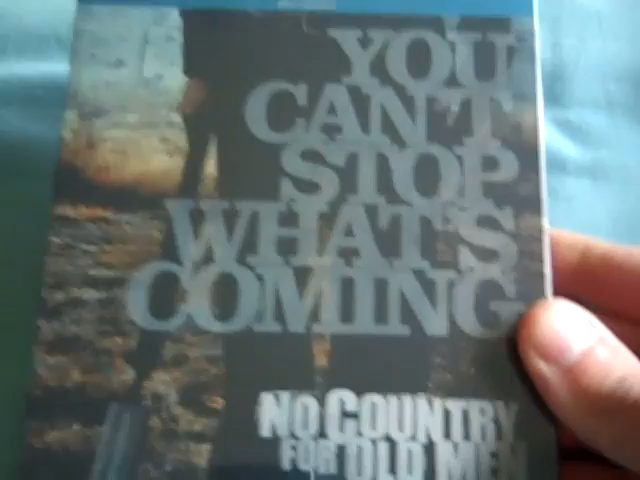 YOU
CAN'T
STOP
WHAT'S
COMING
NO COUNTRY
FOR OLD MEN